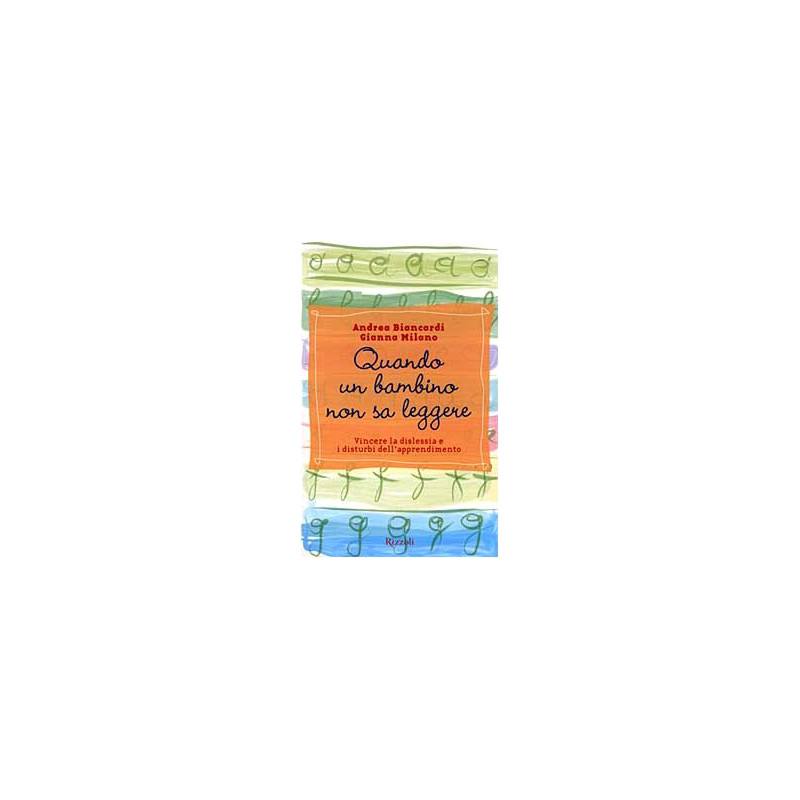 a a a a a a a
Andrea Biancardi
Gianna Milano
Quando
un bambino
non sa leggere
Vincere la dislessia e
i disturbi dell'apprendimento
f f f f f f
g g g g g g
Rizzoli